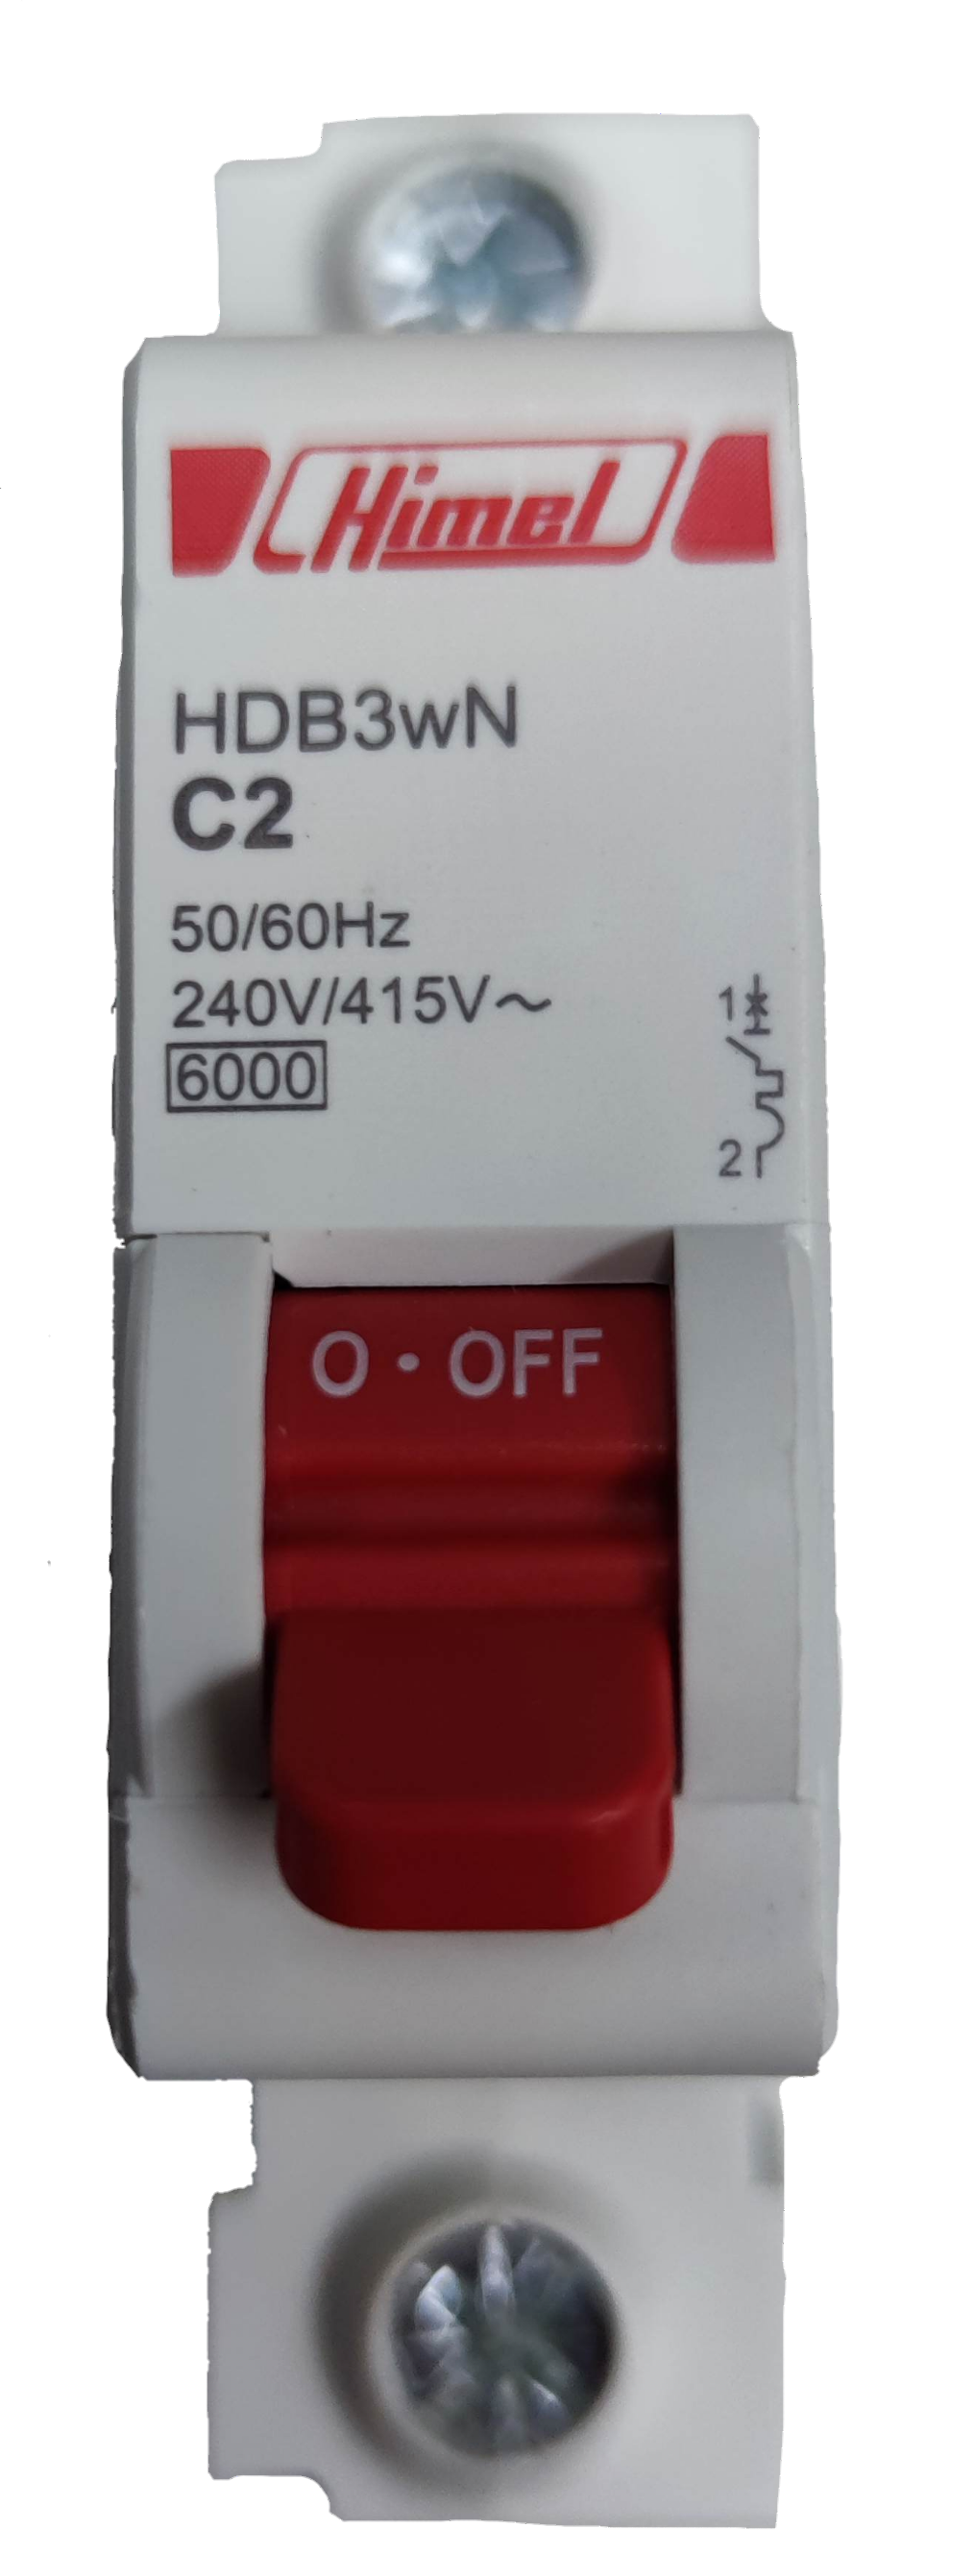 Himel
HDB3wN
C2
50/60Hz
240V/415V~
6000
1
2
O • OFF